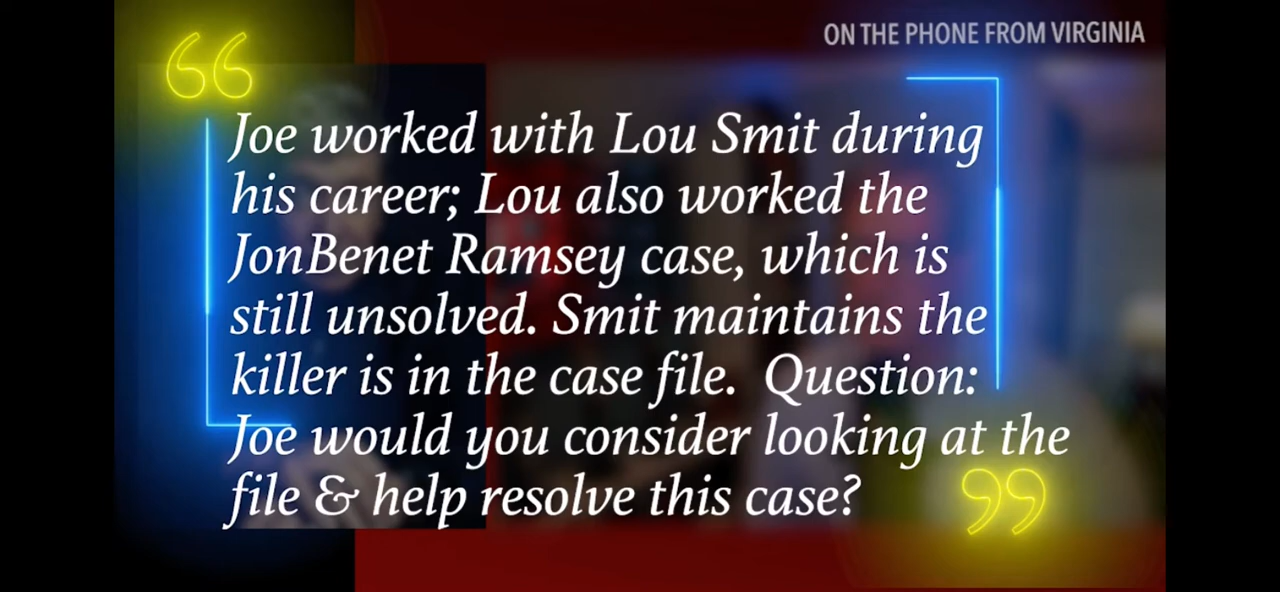 ON THE PHONE FROM VIRGINIA
“
Joe worked with Lou Smit during
his career; Lou also worked the
JonBenet Ramsey case, which is
still unsolved. Smit maintains the
killer is in the case file.  Question:
Joe would you consider looking at the
file & help resolve this case?
”